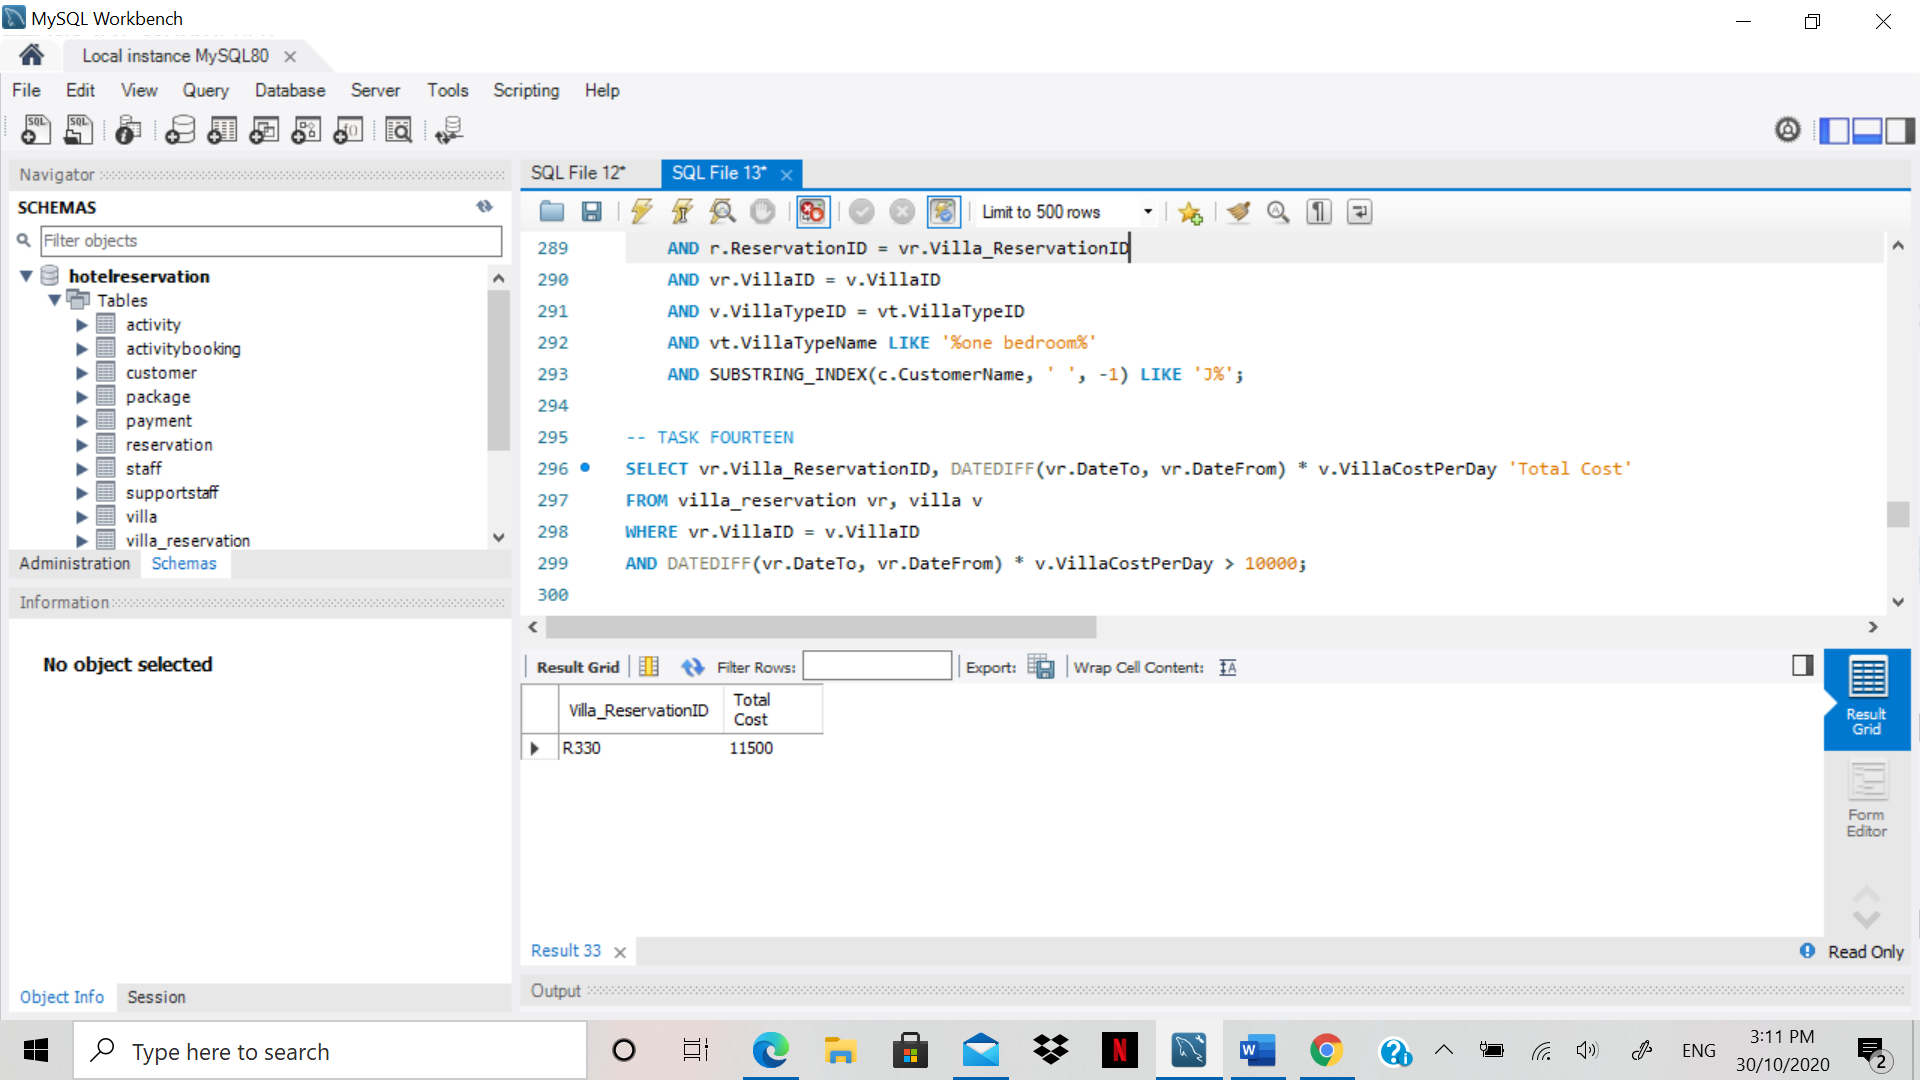 MySQL Workbench
Local instance MySQL80
File Edit View Query Database Server Tools Scripting Help
Navigator
SCHEMAS
Filter objects
hotelreservation
Tables
activity
activitybooking
customer
package
payment
reservation
staff
supportstaff
villa
villa_reservation
Administration Schemas
Information
No object selected
Object Info Session
SQL File 12* SQL File 13*
Limit to 500 rows
289 AND r.ReservationID = vr.Villa_ReservationID
290 AND vr.VillaID = v.VillaID
291 AND v.VillaTypeID = vt.VillaTypeID
292 AND vt.VillaTypeName LIKE '%one bedroom%'
293 AND SUBSTRING_INDEX(c.CustomerName, ' ', -1) LIKE 'J%';
294
295 -- TASK FOURTEEN
296 SELECT vr.Villa_ReservationID, DATEDIFF(vr.DateTo, vr.DateFrom) * v.VillaCostPerDay 'Total Cost'
297 FROM villa_reservation vr, villa v
298 WHERE vr.VillaID = v.VillaID
299 AND DATEDIFF(vr.DateTo, vr.DateFrom) * v.VillaCostPerDay > 10000;
300
Result Grid Filter Rows: Export: Wrap Cell Content:
Villa_ReservationID Total Cost
R330 11500
Result Grid
Form Editor
Result 33
Read Only
Output
Type here to search
ENG
3:11 PM
30/10/2020
2